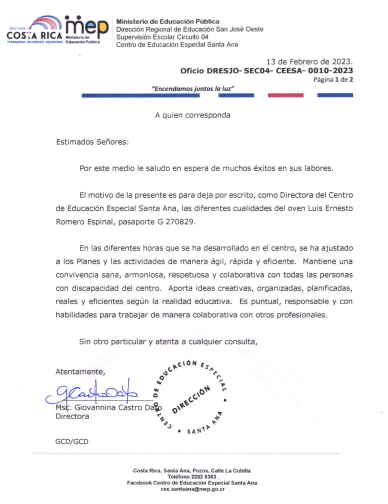 COSTA RICA
mep
Ministerio de
Educación Pública
Ministerio de Educación Pública
Dirección Regional de Educación San José Oeste
Supervisión Escolar Circuito 04
Centro de Educación Especial Santa Ana
13 de Febrero de 2023.
Oficio DRESJO- SEC04- CEESA- 0010-2023
Página 1 de 2
"Encendamos juntos la luz"
A quien corresponda
Estimados Señores:
Por este medio le saludo en espera de muchos éxitos en sus labores.
El motivo de la presente es para deja por escrito, como Directora del Centro
de Educación Especial Santa Ana, las diferentes cualidades del oven Luis Ernesto
Romero Espinal, pasaporte G 270829.
En las diferentes horas que se ha desarrollado en el centro, se ha ajustado
a los Planes y las actividades de manera ágil, rápida y eficiente. Mantiene una
convivencia sana, armoniosa, respetuosa y colaborativa con todas las personas
con discapacidad del centro. Aporta ideas creativas, organizadas, planificadas,
reales y eficientes según la realidad educativa. Es puntual, responsable y con
habilidades para trabajar de manera colaborativa con otros profesionales.
Sin otro particular y atenta a cualquier consulta,
Atentamente,
Msc. Giovannina Castro
Directora
CENTRO DE EDUCACIÓN ESPECIAL
DIRECCIÓN
SANTA ANA
GCD/GCD
Costa Rica, Santa Ana, Pozos, Calle La Cubilla
Teléfono 2282 6363
Facebook Centro de Educación Especial Santa Ana
cee.santaana@mep.go.cr